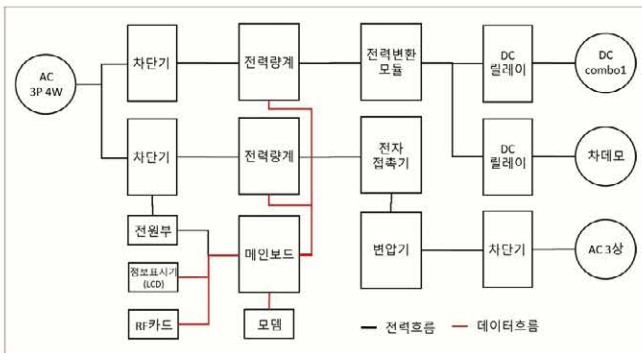 AC
3P 4W
차단기
전력량계
전력변환
모듈
DC
릴레이
DC
combo1
차단기
전력량계
전자
접촉기
DC
릴레이
차데모
전원부
메인보드
변압기
차단기
AC 3상
정보표시기
(LCD)
RF카드
모뎀
전력흐름
데이터흐름